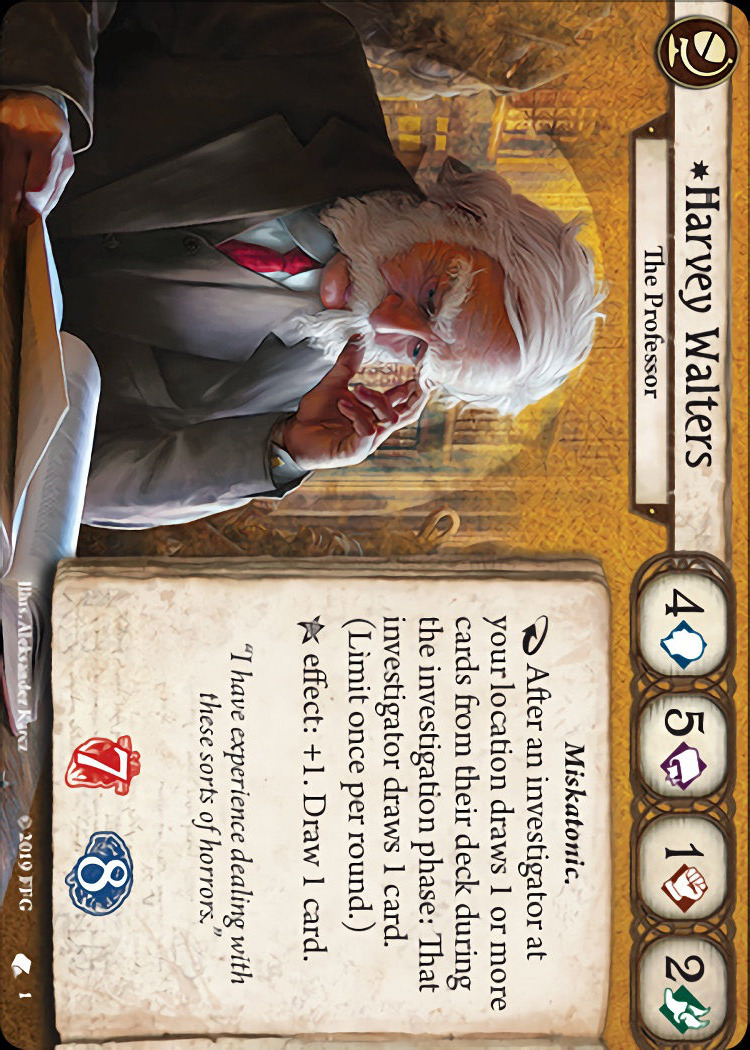 Harvey Walters
4 5 1 2
The Professor
Miskatonic.
After an investigator at
your location draws 1 or more
cards from their deck during
the investigation phase: That
investigator draws 1 card.
(Limit once per round.)
effect: +1. Draw 1 card.
“I have experience dealing with
these sorts of horrors.”
7 8
Illus. Aleksander Karcz © 2019 FFG 1